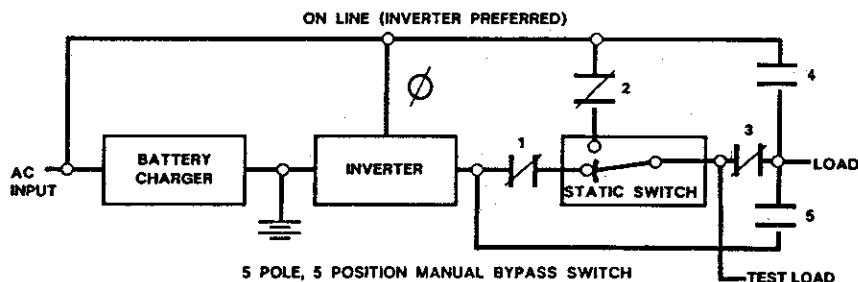 ON LINE (INVERTER PREFERRED)
2
4
1
3
BATTERY
CHARGER
INVERTER
AC
INPUT
STATIC SWITCH
LOAD
5
5 POLE, 5 POSITION MANUAL BYPASS SWITCH
TEST LOAD